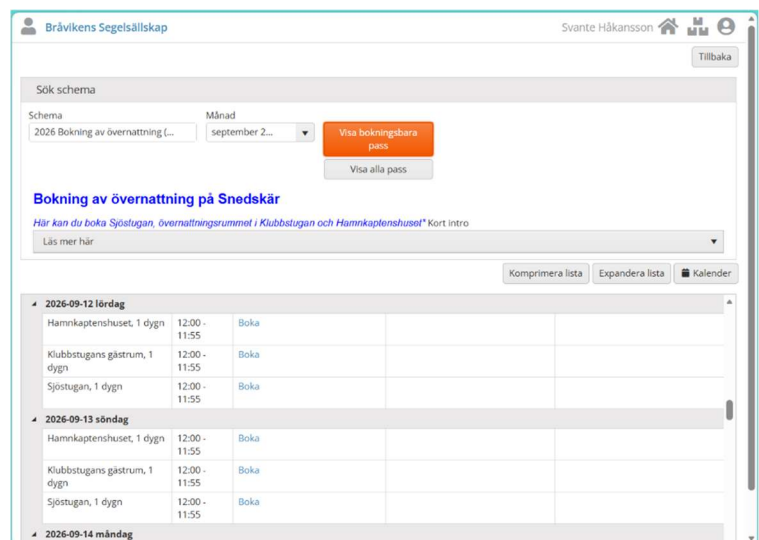 Bråvikens Segelsällskap
Svante Håkansson
Tillbaka
Sök schema
Schema
Månad
2026 Bokning av övernattning (...
september 2...
Visa bokningsbara
pass
Visa alla pass
Bokning av övernattning på Snedskär
Här kan du boka Sjöstugan, övernattningsrummet i Klubbstugan och Hamnkaptenshuset" Kort intro
Läs mer här
Komprimera lista
Expandera lista
Kalender
2026-09-12 lördag
Hamnkaptenshuset, 1 dygn 12:00 - Boka
11:55
Klubbstugans gästrum, 1 12:00 - Boka
dygn 11:55
Sjöstugan, 1 dygn 12:00 - Boka
11:55
2026-09-13 söndag
Hamnkaptenshuset, 1 dygn 12:00 - Boka
11:55
Klubbstugans gästrum, 1 12:00 - Boka
dygn 11:55
Sjöstugan, 1 dygn 12:00 - Boka
11:55
2026-09-14 måndag